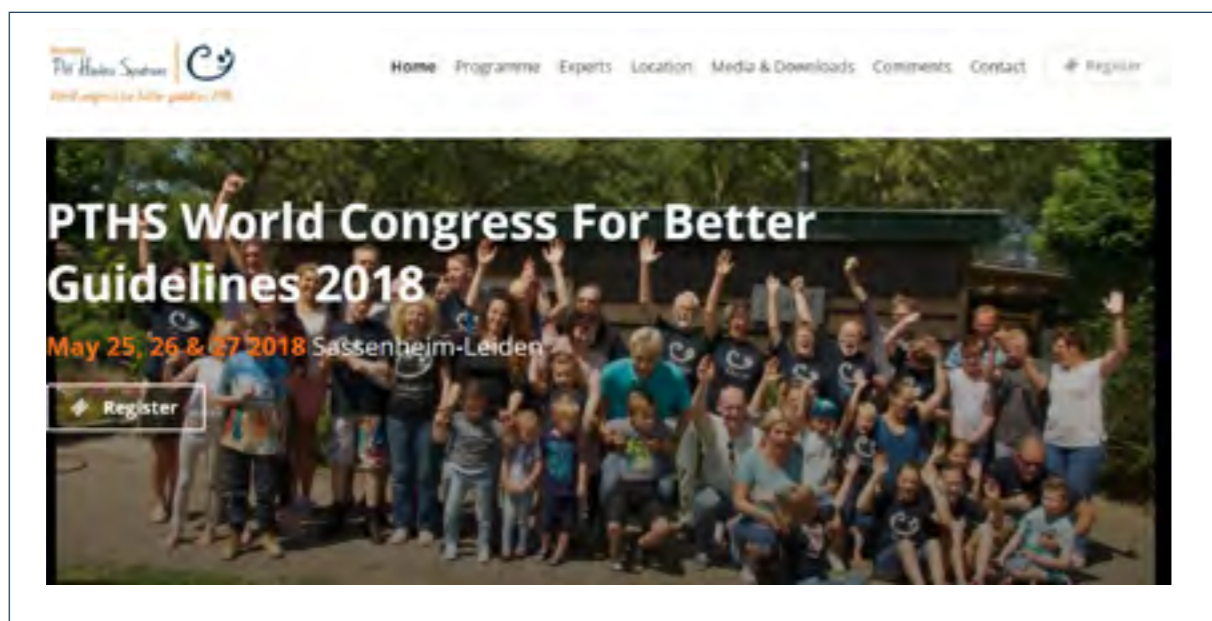 Pitt Hopkins Syndrome
Home Programme Experts Location Media & Downloads Comments Contact Register
PTHS World Congress For Better
Guidelines 2018
May 25, 26 & 27 2018 Sassenheim-Leiden
Register